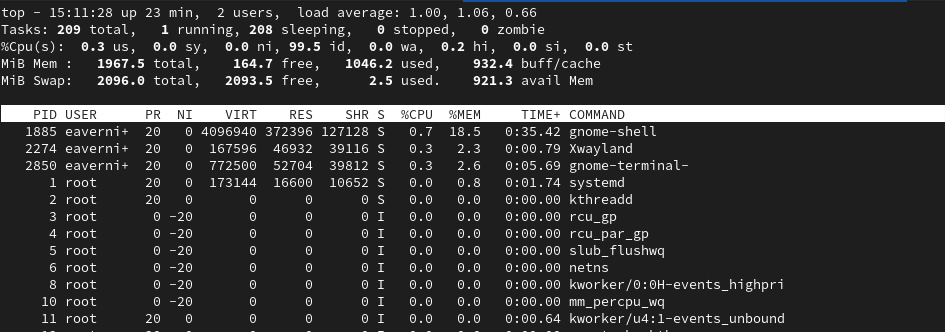 top - 15:11:28 up 23 min,  2 users,  load average: 1.00, 1.06, 0.66
Tasks: 209 total,   1 running, 208 sleeping,   0 stopped,   0 zombie
%Cpu(s):  0.3 us,  0.0 sy,  0.0 ni, 99.5 id,  0.0 wa,  0.2 hi,  0.0 si,  0.0 st
MiB Mem :   1967.5 total,    164.7 free,   1046.2 used,    932.4 buff/cache
MiB Swap:   2096.0 total,   2093.5 free,      2.5 used.    921.3 avail Mem
PID USER      PR  NI    VIRT    RES    SHR S  %CPU  %MEM     TIME+ COMMAND
1885 eaverni+  20   0 4096940 372396 127128 S   0.7  18.5   0:35.42 gnome-shell
2274 eaverni+  20   0  167596  46932  39116 S   0.3   2.3   0:00.79 Xwayland
2850 eaverni+  20   0  772500  52704  39812 S   0.3   2.6   0:05.69 gnome-terminal-
1 root      20   0  173144  16600  10652 S   0.0   0.8   0:01.74 systemd
2 root      20   0       0      0      0 S   0.0   0.0   0:00.00 kthreadd
3 root       0 -20       0      0      0 I   0.0   0.0   0:00.00 rcu_gp
4 root       0 -20       0      0      0 I   0.0   0.0   0:00.00 rcu_par_gp
5 root       0 -20       0      0      0 I   0.0   0.0   0:00.00 slub_flushwq
6 root       0 -20       0      0      0 I   0.0   0.0   0:00.00 netns
8 root       0 -20       0      0      0 I   0.0   0.0   0:00.00 kworker/0:0H-events_highpri
10 root       0 -20       0      0      0 I   0.0   0.0   0:00.00 mm_percpu_wq
11 root      20   0       0      0      0 I   0.0   0.0   0:00.64 kworker/u4:1-events_unbound